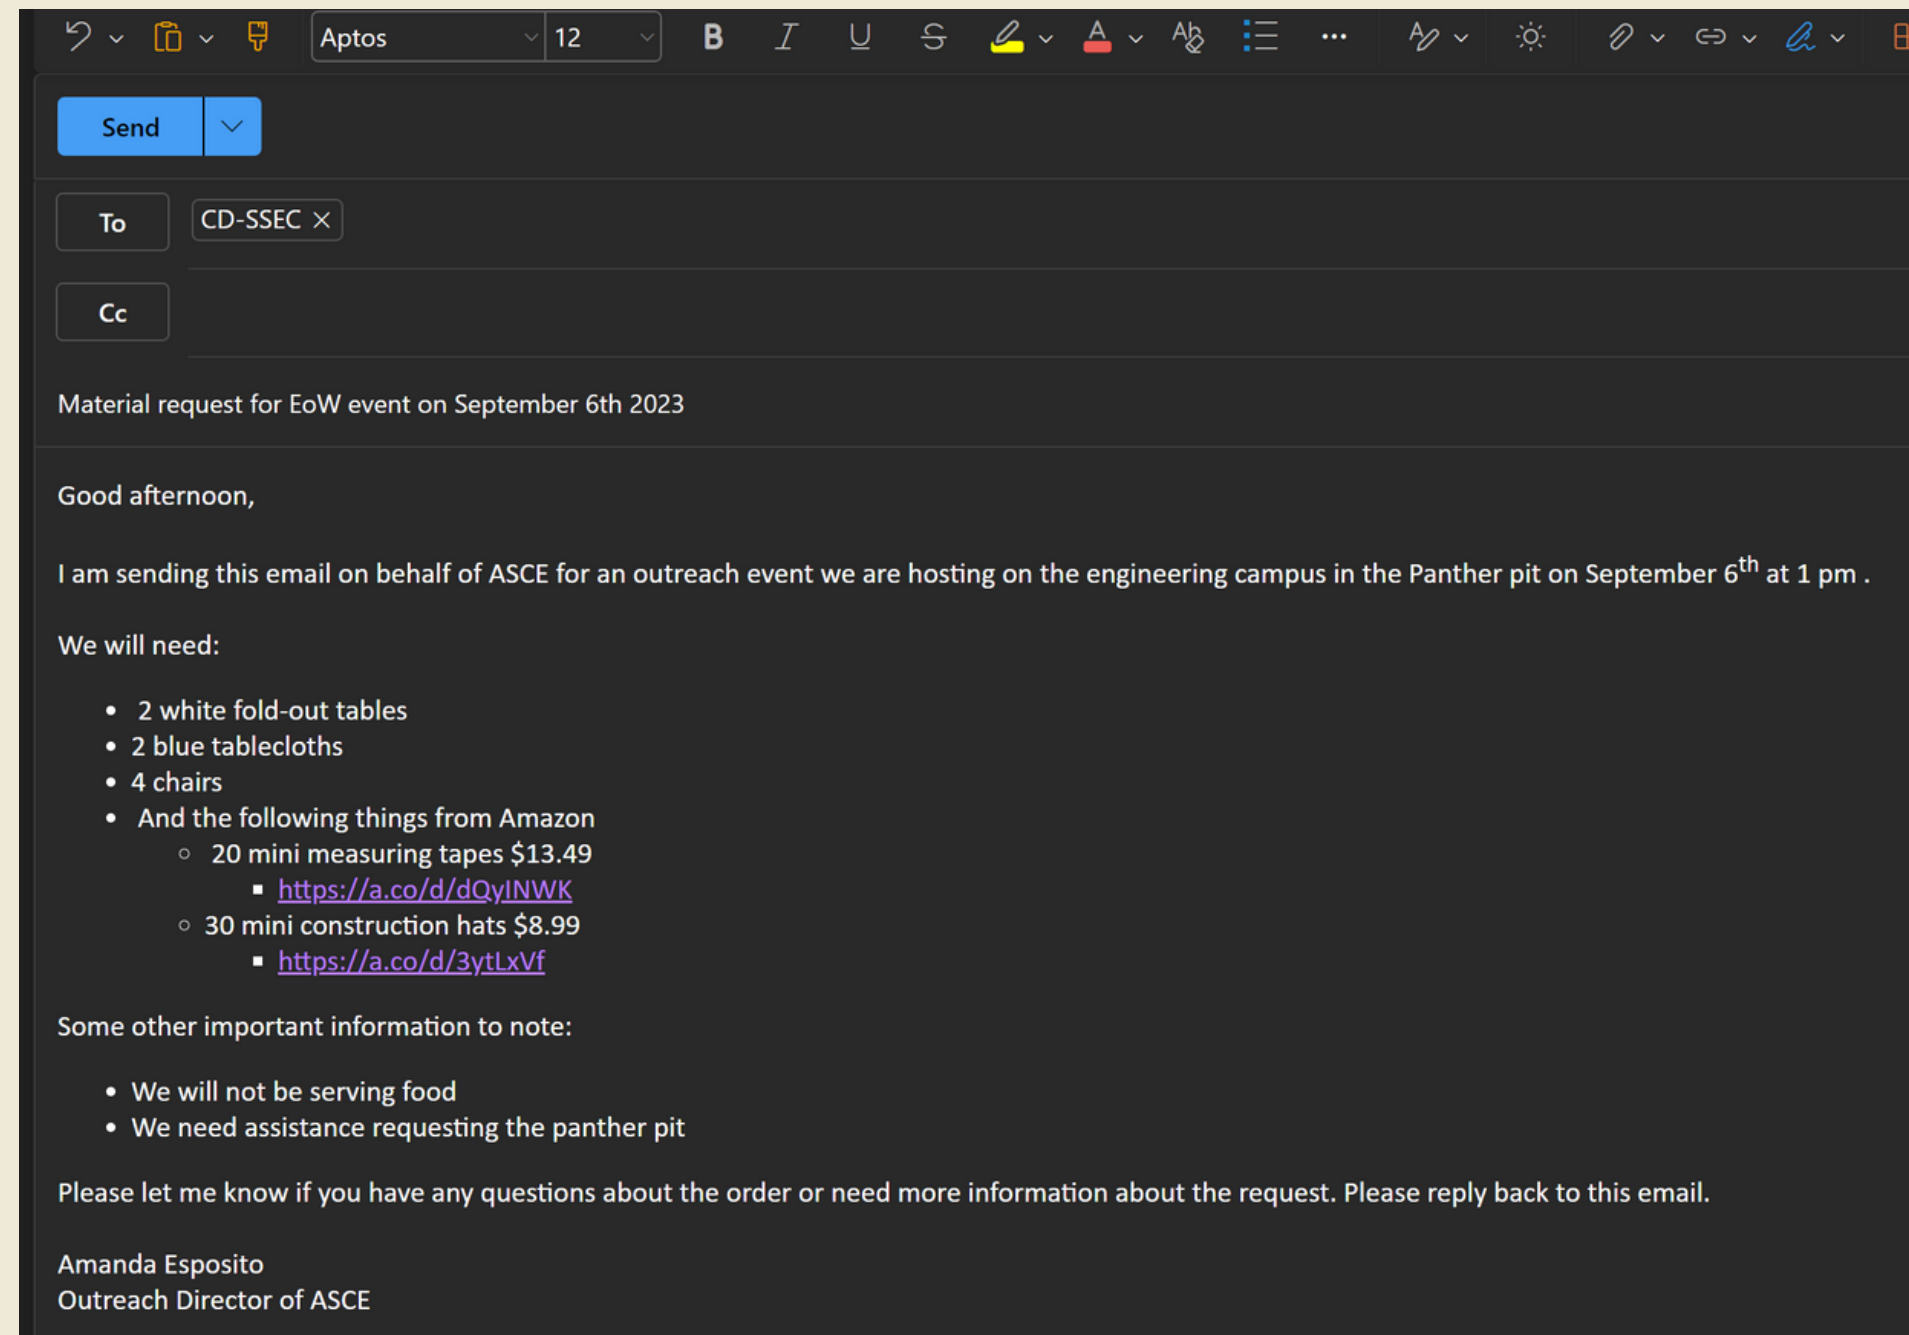 Aptos 12 B I U S A Ab A
Send
To CD-SSEC
Cc
Material request for EoW event on September 6th 2023
Good afternoon,
I am sending this email on behalf of ASCE for an outreach event we are hosting on the engineering campus in the Panther pit on September 6th at 1 pm .
We will need:
• 2 white fold-out tables
• 2 blue tablecloths
• 4 chairs
• And the following things from Amazon
○ 20 mini measuring tapes $13.49
▪ https://a.co/d/dQyINWK
○ 30 mini construction hats $8.99
▪ https://a.co/d/3ytLxVf
Some other important information to note:
• We will not be serving food
• We need assistance requesting the panther pit
Please let me know if you have any questions about the order or need more information about the request. Please reply back to this email.
Amanda Esposito
Outreach Director of ASCE